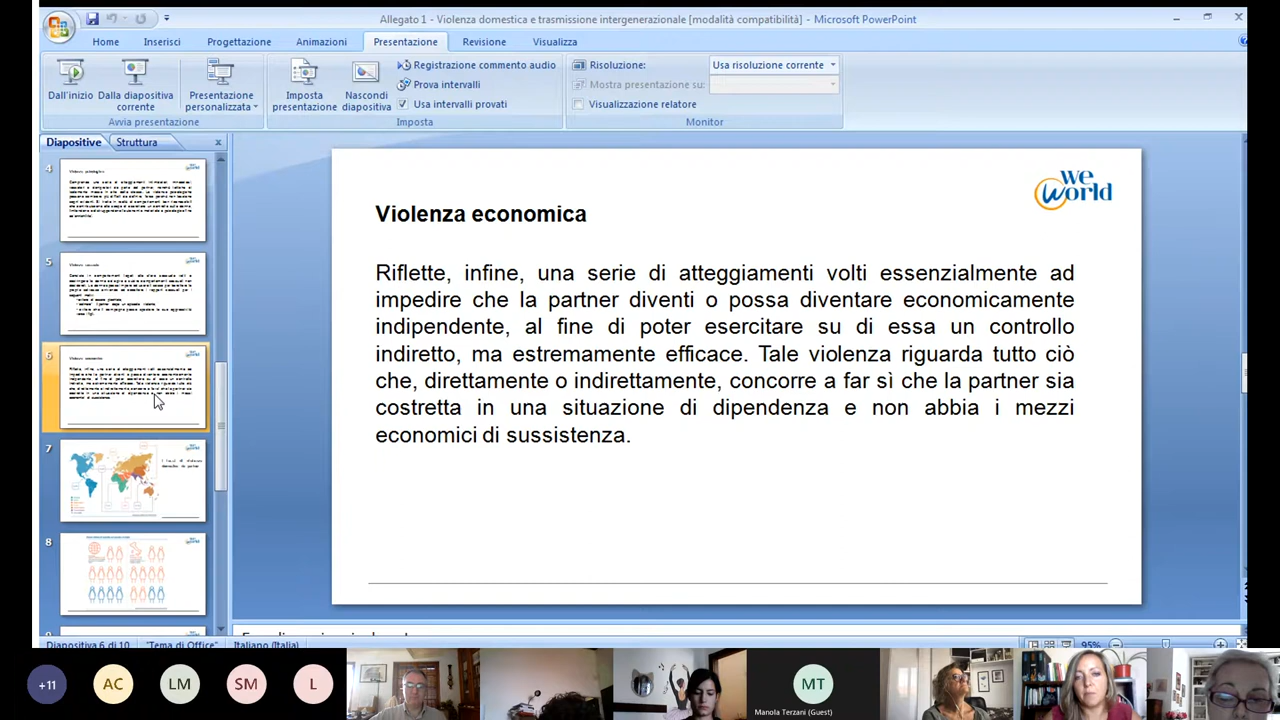 Allegato 1 - Violenza domestica e trasmissione intergenerazionale [modalità compatibilità] - Microsoft PowerPoint
Home Inserisci Progettazione Animazioni Presentazione Revisione Visualizza
Registrazione commento audio
Prova intervalli
Usa intervalli provati
Risoluzione: Usa risoluzione corrente
Mostra presentazione su:
Visualizzazione relatore
Dall'inizio
Dalla diapositiva corrente
Presentazione personalizzata
Imposta presentazione
Nascondi diapositiva
Avvia presentazione Imposta Monitor
Diapositive Struttura x
4
5
6
7
8
we world
Violenza economica
Riflette, infine, una serie di atteggiamenti volti essenzialmente ad
impedire che la partner diventi o possa diventare economicamente
indipendente, al fine di poter esercitare su di essa un controllo
indiretto, ma estremamente efficace. Tale violenza riguarda tutto ciò
che, direttamente o indirettamente, concorre a far sì che la partner sia
costretta in una situazione di dipendenza e non abbia i mezzi
economici di sussistenza.
Diapositiva 6 di 10 "Tema di Office" Italiano (Italia) 95%
+11 AC LM SM L MT
Manola Terzani (Guest)